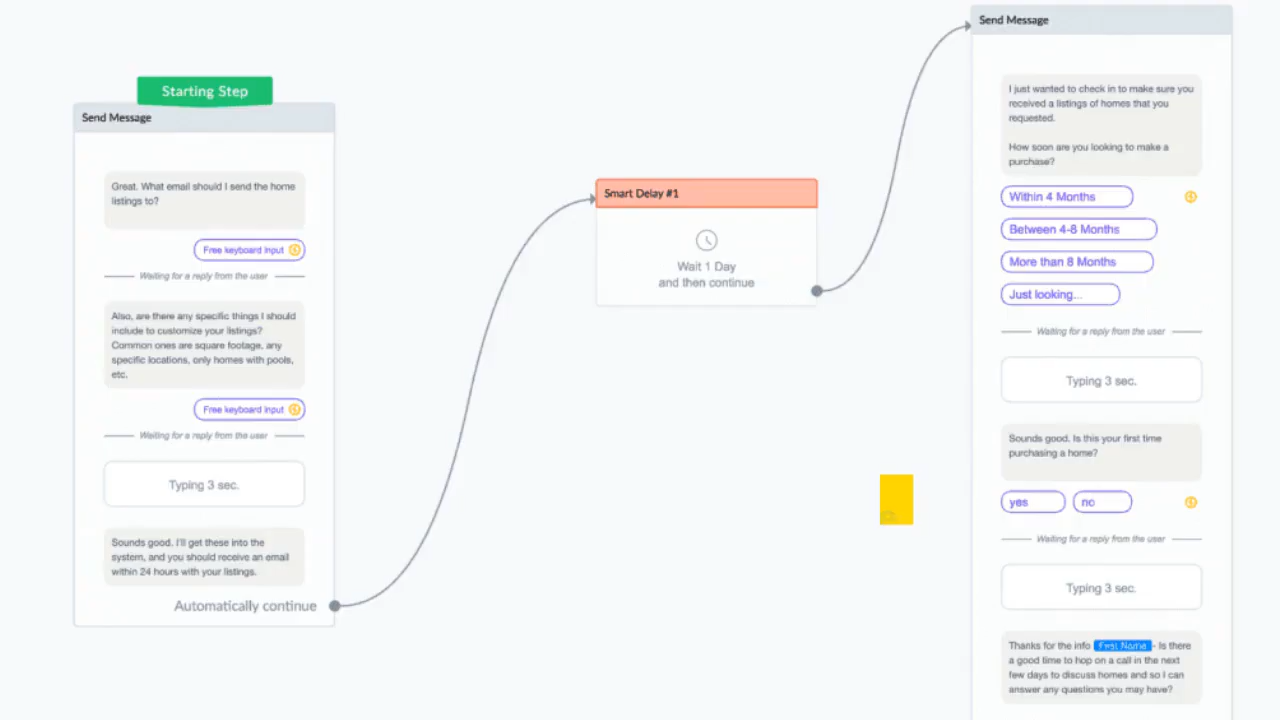 Starting Step
Send Message
Great. What email should I send the home
listings to?
Free keyboard input
Waiting for a reply from the user
Also, are there any specific things I should
include to customize your listings?
Common ones are square footage, any
specific locations, only homes with pools,
etc.
Free keyboard input
Waiting for a reply from the user
Typing 3 sec.
Sounds good. I'll get these into the
system, and you should receive an email
within 24 hours with your listings.
Automatically continue
Smart Delay #1
Wait 1 Day
and then continue
Send Message
I just wanted to check in to make sure you
received a listings of homes that you
requested.
How soon are you looking to make a
purchase?
Within 4 Months
Between 4-8 Months
More than 8 Months
Just looking...
Waiting for a reply from the user
Typing 3 sec.
Sounds good. Is this your first time
purchasing a home?
yes
no
Waiting for a reply from the user
Typing 3 sec.
Thanks for the info First Name - Is there
a good time to hop on a call in the next
few days to discuss homes and so I can
answer any questions you may have?